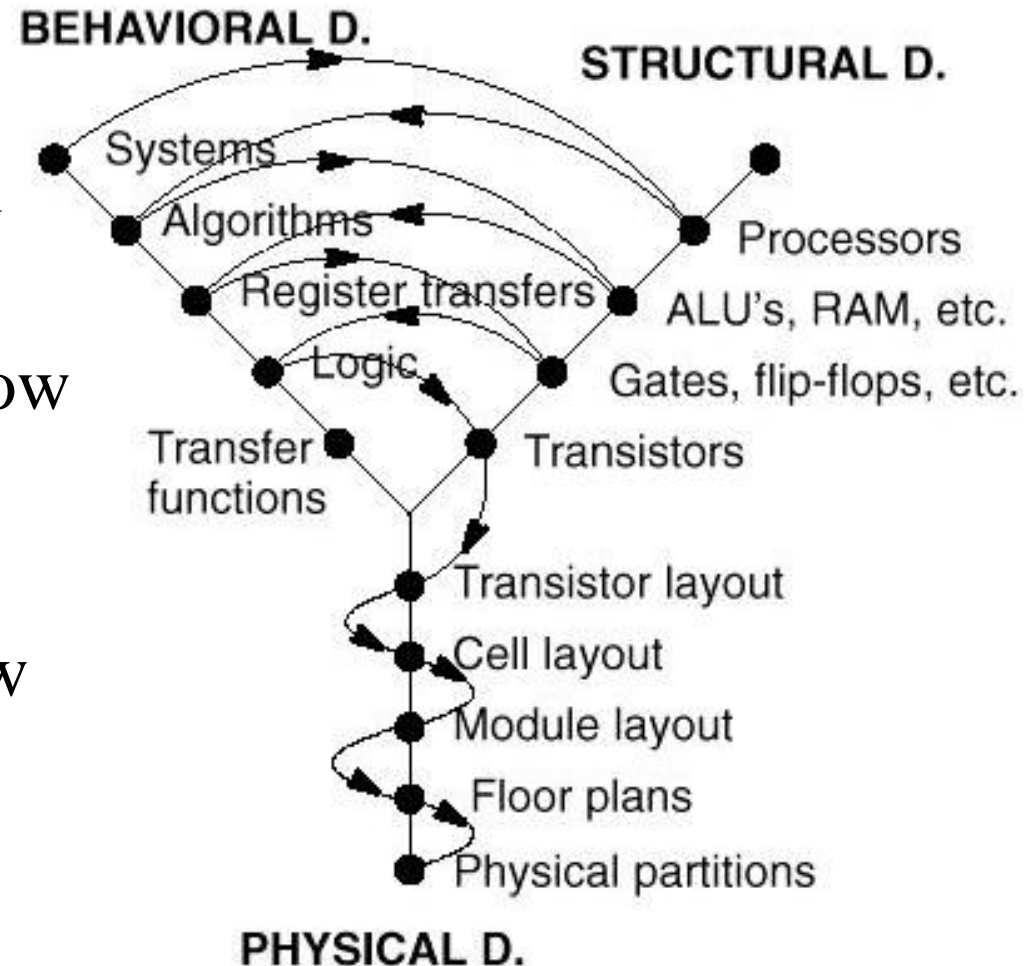 BEHAVIORAL D.
STRUCTURAL D.
Systems
Algorithms
Processors
Register transfers
ALU's, RAM, etc.
Logic
Gates, flip-flops, etc.
ow
Transfer
functions
Transistors
Transistor layout
Cell layout
w
Module layout
Floor plans
Physical partitions
PHYSICAL D.